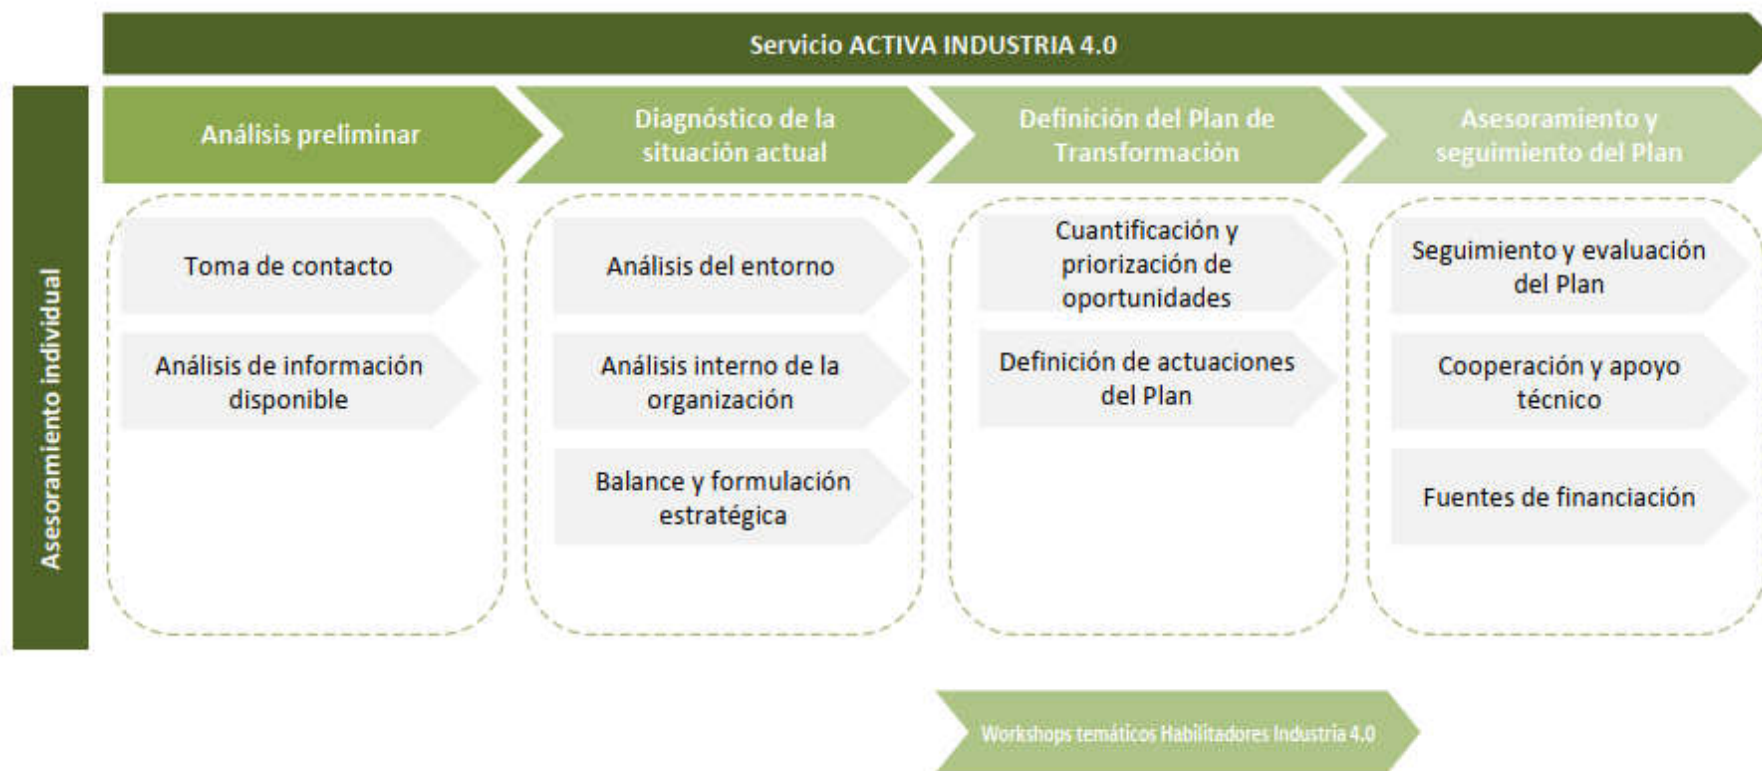 Servicio ACTIVA INDUSTRIA 4.0
Asesoramiento individual
Análisis preliminar
Diagnóstico de la
situación actual
Definición del Plan de
Transformación
Asesoramiento y
seguimiento del Plan
Toma de contacto
Análisis de información
disponible
Análisis del entorno
Análisis interno de la
organización
Balance y formulación
estratégica
Cuantificación y
priorización de
oportunidades
Definición de actuaciones
del Plan
Seguimiento y evaluación
del Plan
Cooperación y apoyo
técnico
Fuentes de financiación
Workshops temáticos Habilitadores Industria 4.0